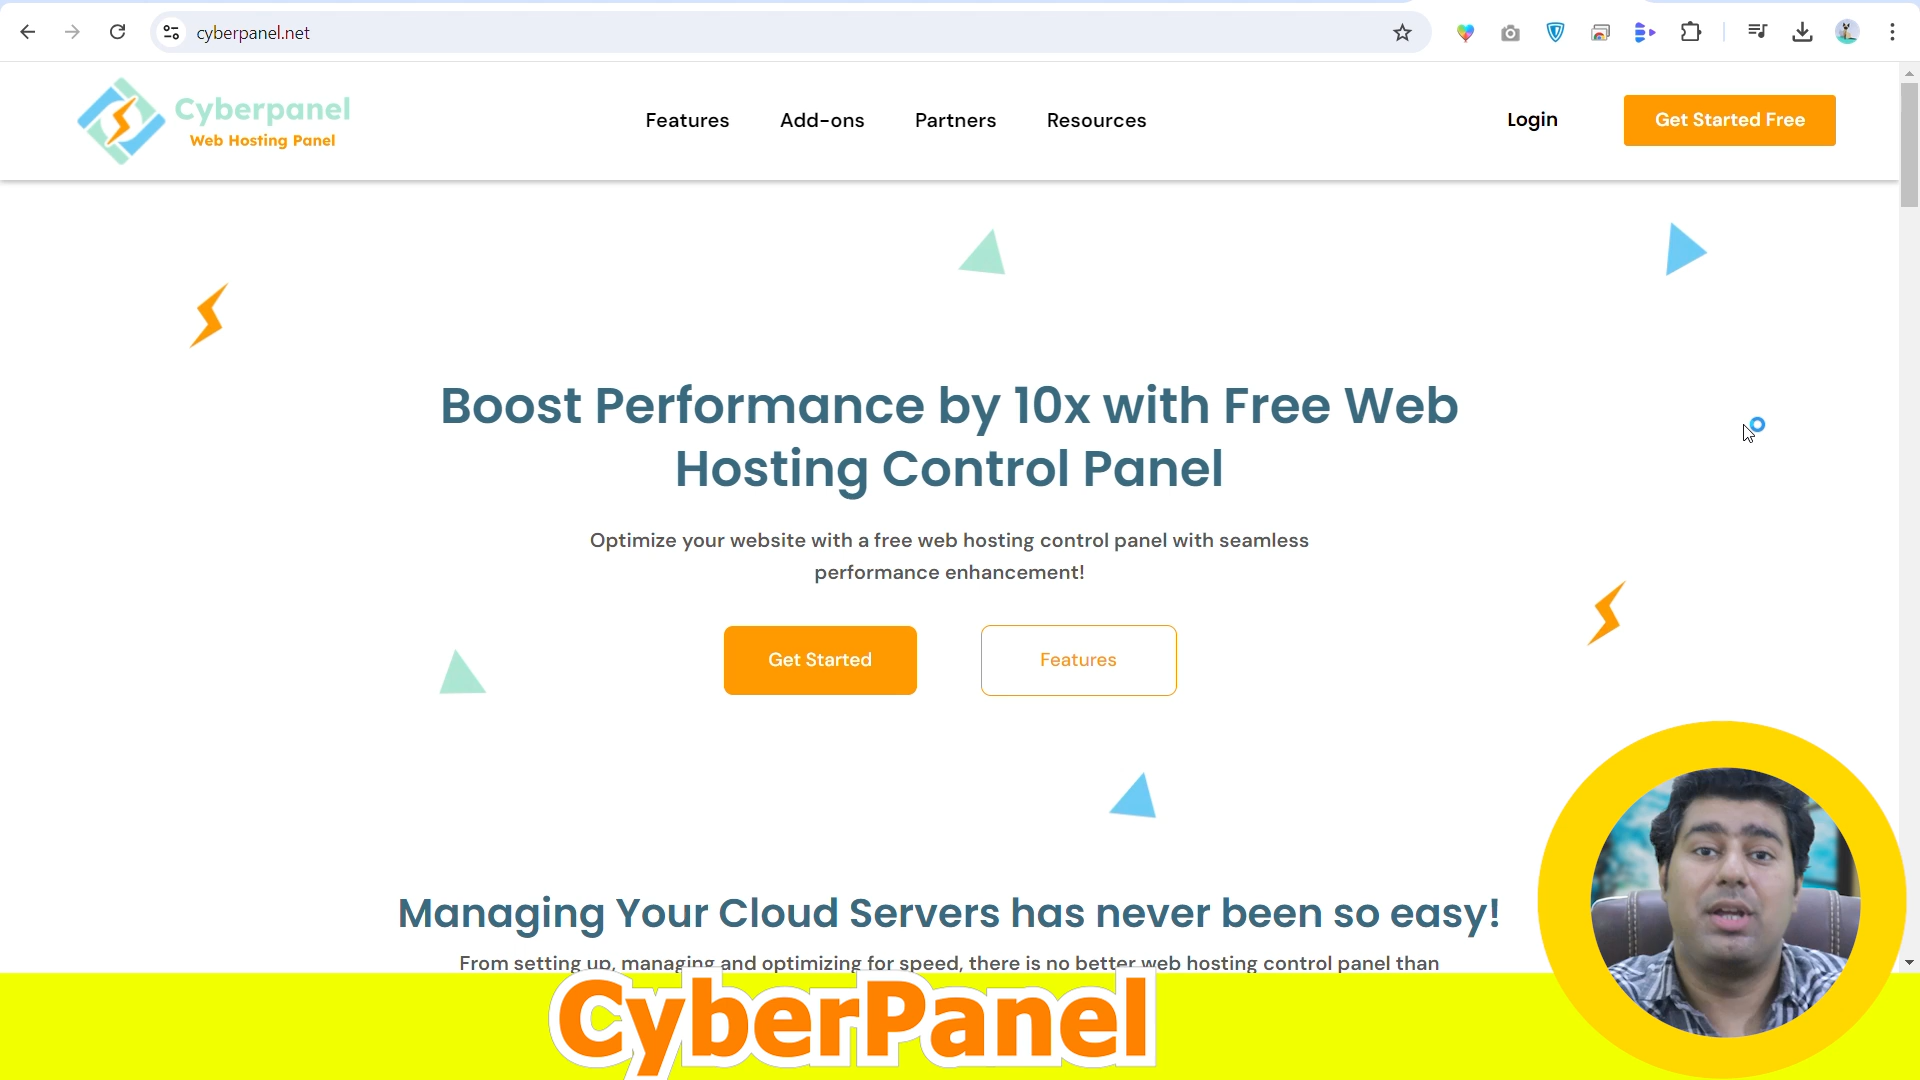 cyberpanel.net
Cyberpanel
Web Hosting Panel
Features
Add-ons
Partners
Resources
Login
Get Started Free
Boost Performance by 10x with Free Web
Hosting Control Panel
Optimize your website with a free web hosting control panel with seamless
performance enhancement!
Get Started
Features
Managing Your Cloud Servers has never been so easy!
From setting up, managing and optimizing for speed, there is no better web hosting control panel than
CyberPanel